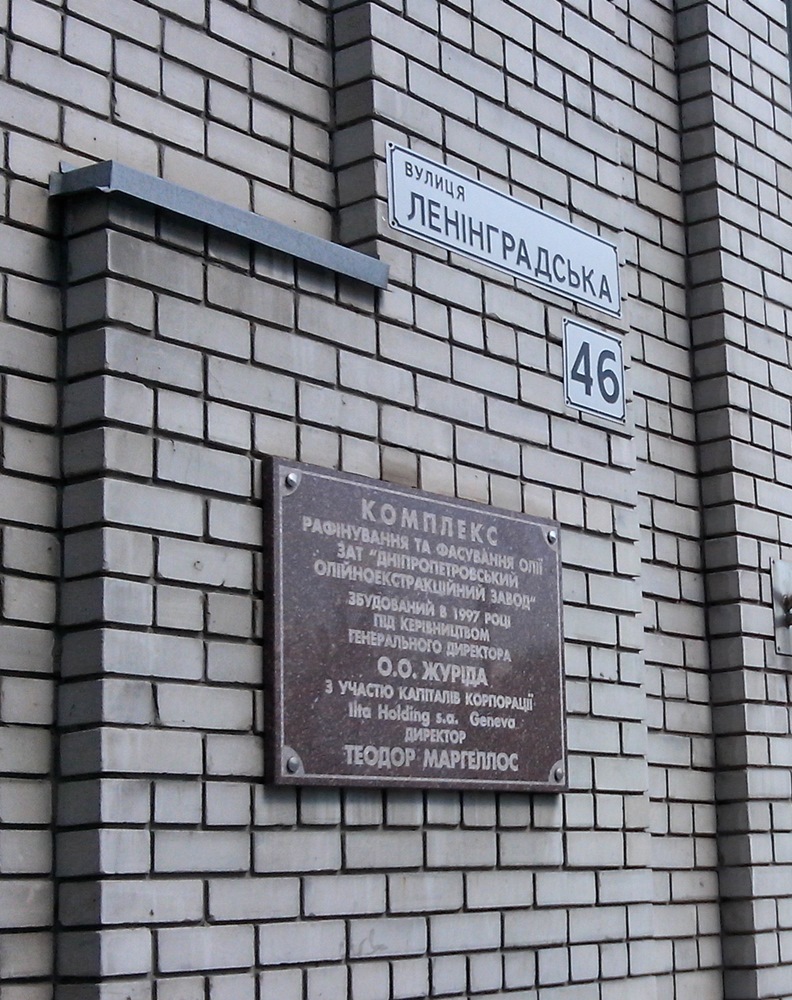 ВУЛИЦЯ
ЛЕНІНГРАДСЬКА
46
КОМПЛЕКС
РАФІНУВАННЯ ТА ФАСУВАННЯ ОЛІЇ
ЗАТ "ДНІПРОПЕТРОВСЬКИЙ
ОЛІЙНОЕКСТРАКЦІЙНИЙ ЗАВОД"
ЗБУДОВАНИЙ В 1997 РОЦІ
ПІД КЕРІВНИЦТВОМ
ГЕНЕРАЛЬНОГО ДИРЕКТОРА
О.О. ЖУРІДА
З УЧАСТЮ КАПІТАЛІВ КОРПОРАЦІЇ
Ilta Holding s.a. Geneva
ДИРЕКТОР
ТЕОДОР МАРГЕЛЛОС